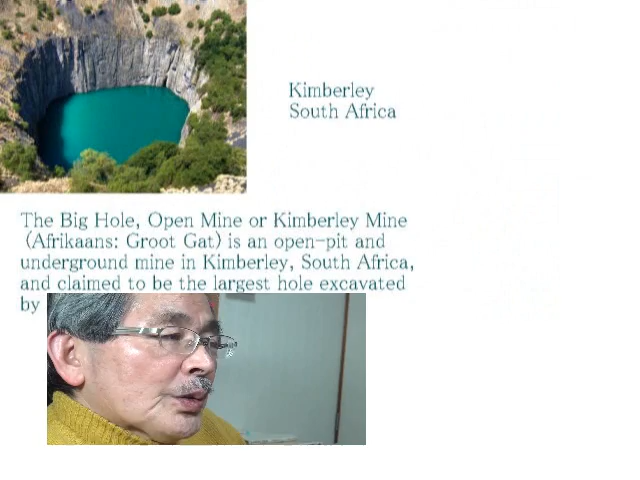 Kimberley
South Africa
The Big Hole, Open Mine or Kimberley Mine
(Afrikaans: Groot Gat) is an open-pit and
underground mine in Kimberley, South Africa,
and claimed to be the largest hole excavated
by